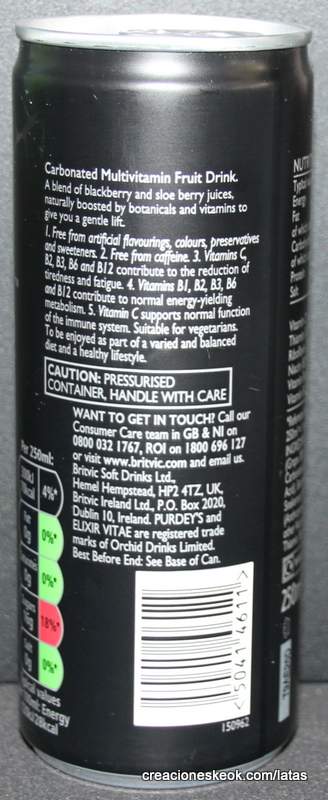 Carbonated Multivitamin Fruit Drink.
A blend of blackberry and sloe berry juices,
naturally boosted by botanicals and vitamins to
give you a gentle lift.
1. Free from artificial flavourings, colours, preservatives
and sweeteners. 2. Free from caffeine. 3. Vitamins C,
B2, B3, B6 and B12 contribute to the reduction of
tiredness and fatigue. 4. Vitamins B1, B2, B3, B6
and B12 contribute to normal energy-yielding
metabolism. 5. Vitamin C supports normal function
of the immune system. Suitable for vegetarians.
To be enjoyed as part of a varied and balanced
diet and a healthy lifestyle.
CAUTION: PRESSURISED
CONTAINER, HANDLE WITH CARE
WANT TO GET IN TOUCH? Call our
Consumer Care team in GB & NI on
0800 032 1767, ROI on 1800 696 127
or visit www.britvic.com and email us.
Britvic Soft Drinks Ltd.,
Hemel Hempstead, HP2 4TZ, UK,
Britvic Ireland Ltd., P.O. Box 2020,
Dublin 10, Ireland. PURDEY'S and
ELIXIR VITAE are registered trade
marks of Orchid Drinks Limited.
Best Before End: See Base of Can.
Per 250ml:
4%*
0g 0%*
0g 0%*
18%*
0g 0%*
values
Energy
28kcal
<5041 4611>
150962
creacioneskeok.com/latas